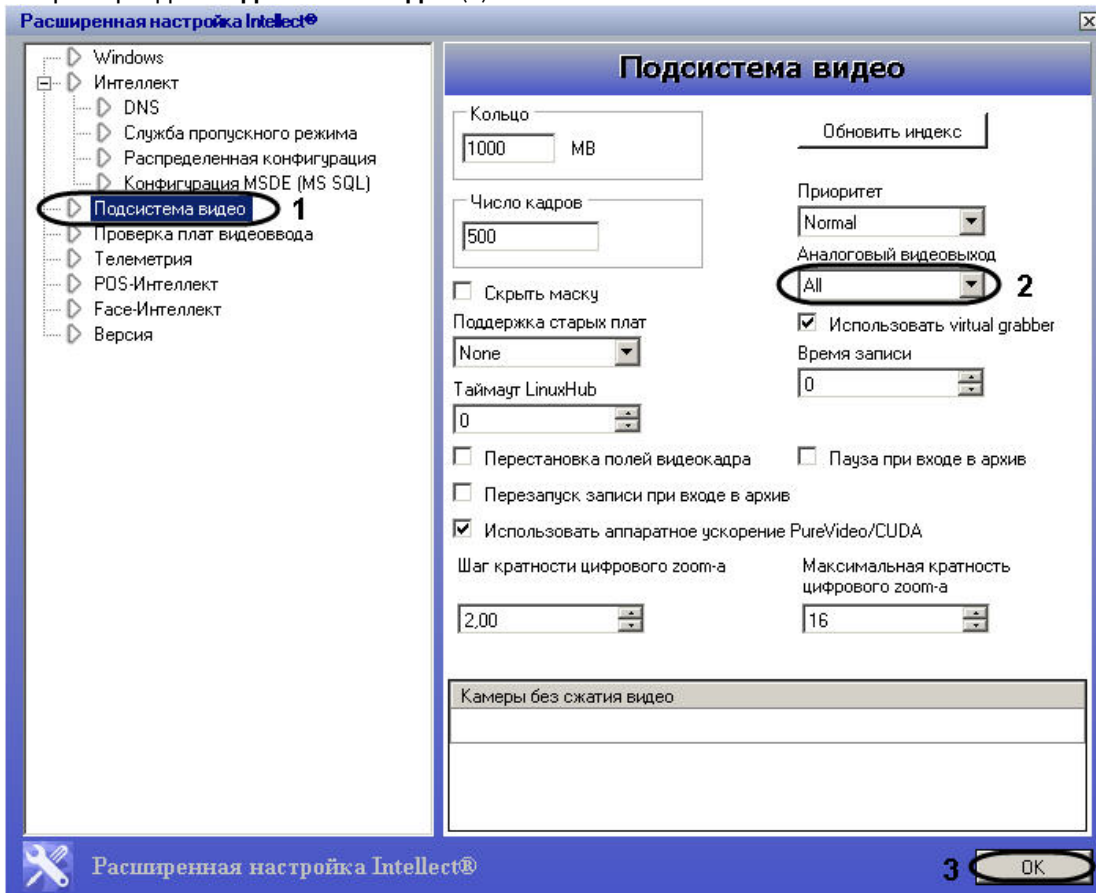 Расширенная настройка Intellect®
Windows
Интеллект
DNS
Служба пропускного режима
Распределенная конфигурация
Конфигурация MSDE (MS SQL)
Подсистема видео 1
Проверка плат видеоввода
Телеметрия
POS-Интеллект
Face-Интеллект
Версия
Подсистема видео
Кольцо
1000 MB
Обновить индекс
Число кадров
500
Приоритет
Normal
Аналоговый видеовыход
All 2
Скрыть маску
Использовать virtual grabber
Поддержка старых плат
None
Время записи
0
Таймаут LinuxHub
0
Перестановка полей видеокадра
Пауза при входе в архив
Перезапуск записи при входе в архив
Использовать аппаратное ускорение PureVideo/CUDA
Шаг кратности цифрового zoom-а
2,00
Максимальная кратность
цифрового zoom-а
16
Камеры без сжатия видео
Расширенная настройка Intellect®
3 OK